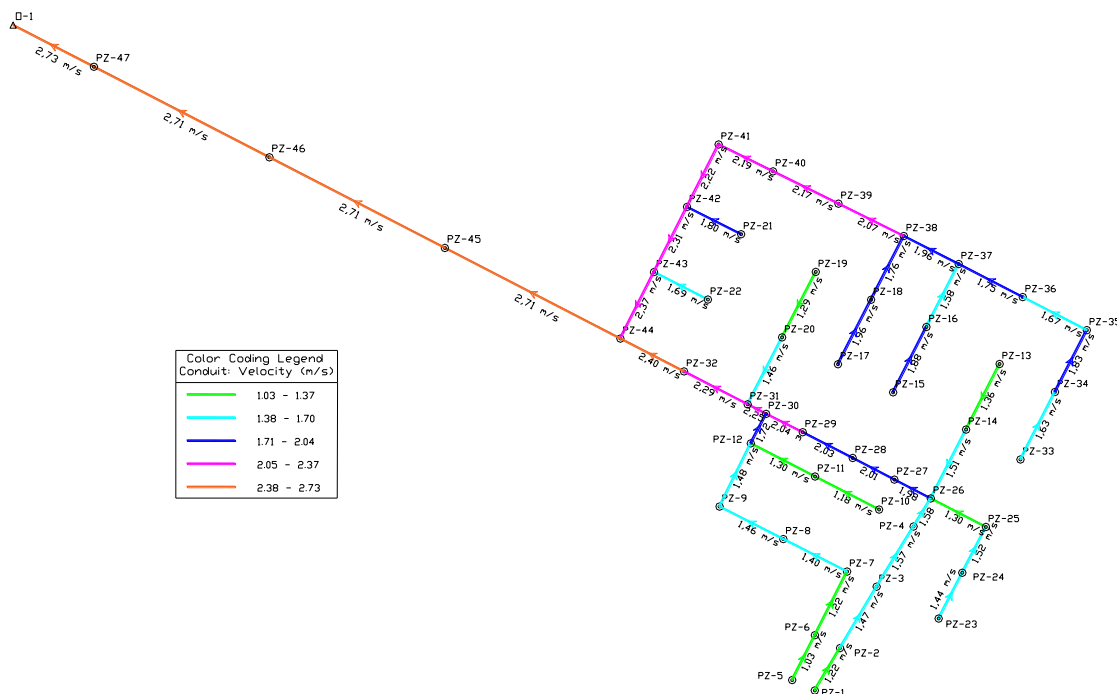 O-1
PZ-47
2,73 m/s
PZ-46
2,71 m/s
PZ-45
2,71 m/s
2,71 m/s
PZ-41
PZ-40
2,19 m/s
PZ-39
2,17 m/s
PZ-38
2,07 m/s
PZ-37
1,96 m/s
PZ-36
1,75 m/s
PZ-35
1,67 m/s
2,22 m/s
PZ-42
PZ-21
1,80 m/s
2,31 m/s
PZ-43
PZ-22
1,69 m/s
2,37 m/s
PZ-44
PZ-19
1,29 m/s
PZ-20
1,46 m/s
1,76 m/s
PZ-18
1,96 m/s
PZ-17
1,58 m/s
PZ-16
1,88 m/s
PZ-15
1,83 m/s
PZ-34
1,63 m/s
PZ-33
PZ-13
1,36 m/s
PZ-14
1,51 m/s
2,40 m/s
PZ-32
2,29 m/s
PZ-31
PZ-30
2,04
PZ-29
2,03
PZ-28
2,01
PZ-27
1,98
PZ-26
PZ-12
1,72
1,30 m/s
PZ-11
1,18 m/s
PZ-10
1,48 m/s
PZ-9
1,46 m/s
PZ-8
1,40 m/s
PZ-7
1,22 m/s
PZ-6
1,03 m/s
PZ-5
1,58
PZ-4
1,57 m/s
PZ-3
1,47 m/s
PZ-2
1,22 m/s
PZ-1
1,30 m/s
PZ-25
1,52 m/s
PZ-24
1,44 m/s
PZ-23
Color Coding Legend
Conduit: Velocity (m/s)
1.03 - 1.37
1.38 - 1.70
1.71 - 2.04
2.05 - 2.37
2.38 - 2.73